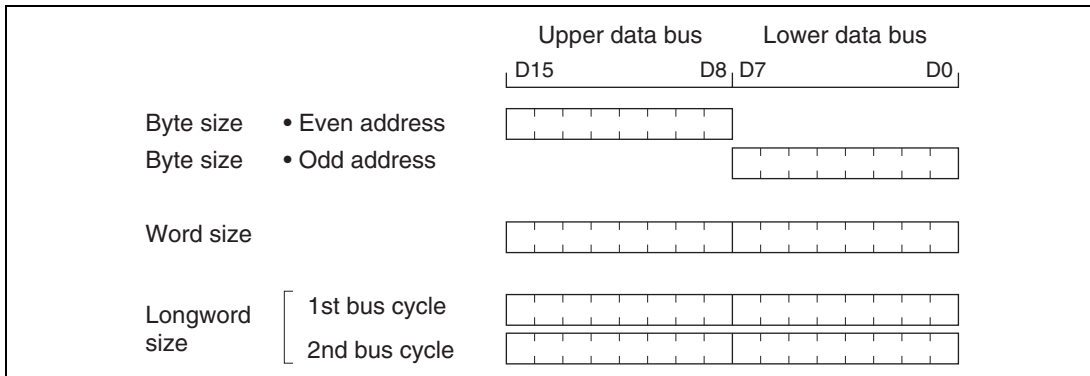 Upper data bus Lower data bus
D15 D8 D7 D0
Byte size • Even address
Byte size • Odd address
Word size
Longword size
1st bus cycle
2nd bus cycle